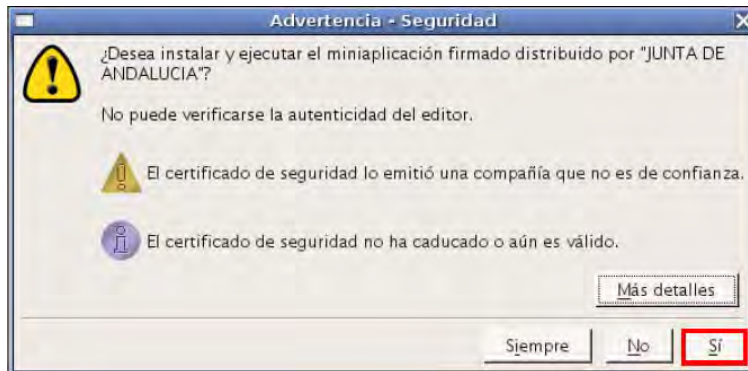 Advertencia - Seguridad
¿Desea instalar y ejecutar el miniaplicación firmado distribuido por "JUNTA DE
ANDALUCIA"?
No puede verificarse la autenticidad del editor.
El certificado de seguridad lo emitió una compañía que no es de confianza.
El certificado de seguridad no ha caducado o aún es válido.
Más detalles
Siempre No Sí